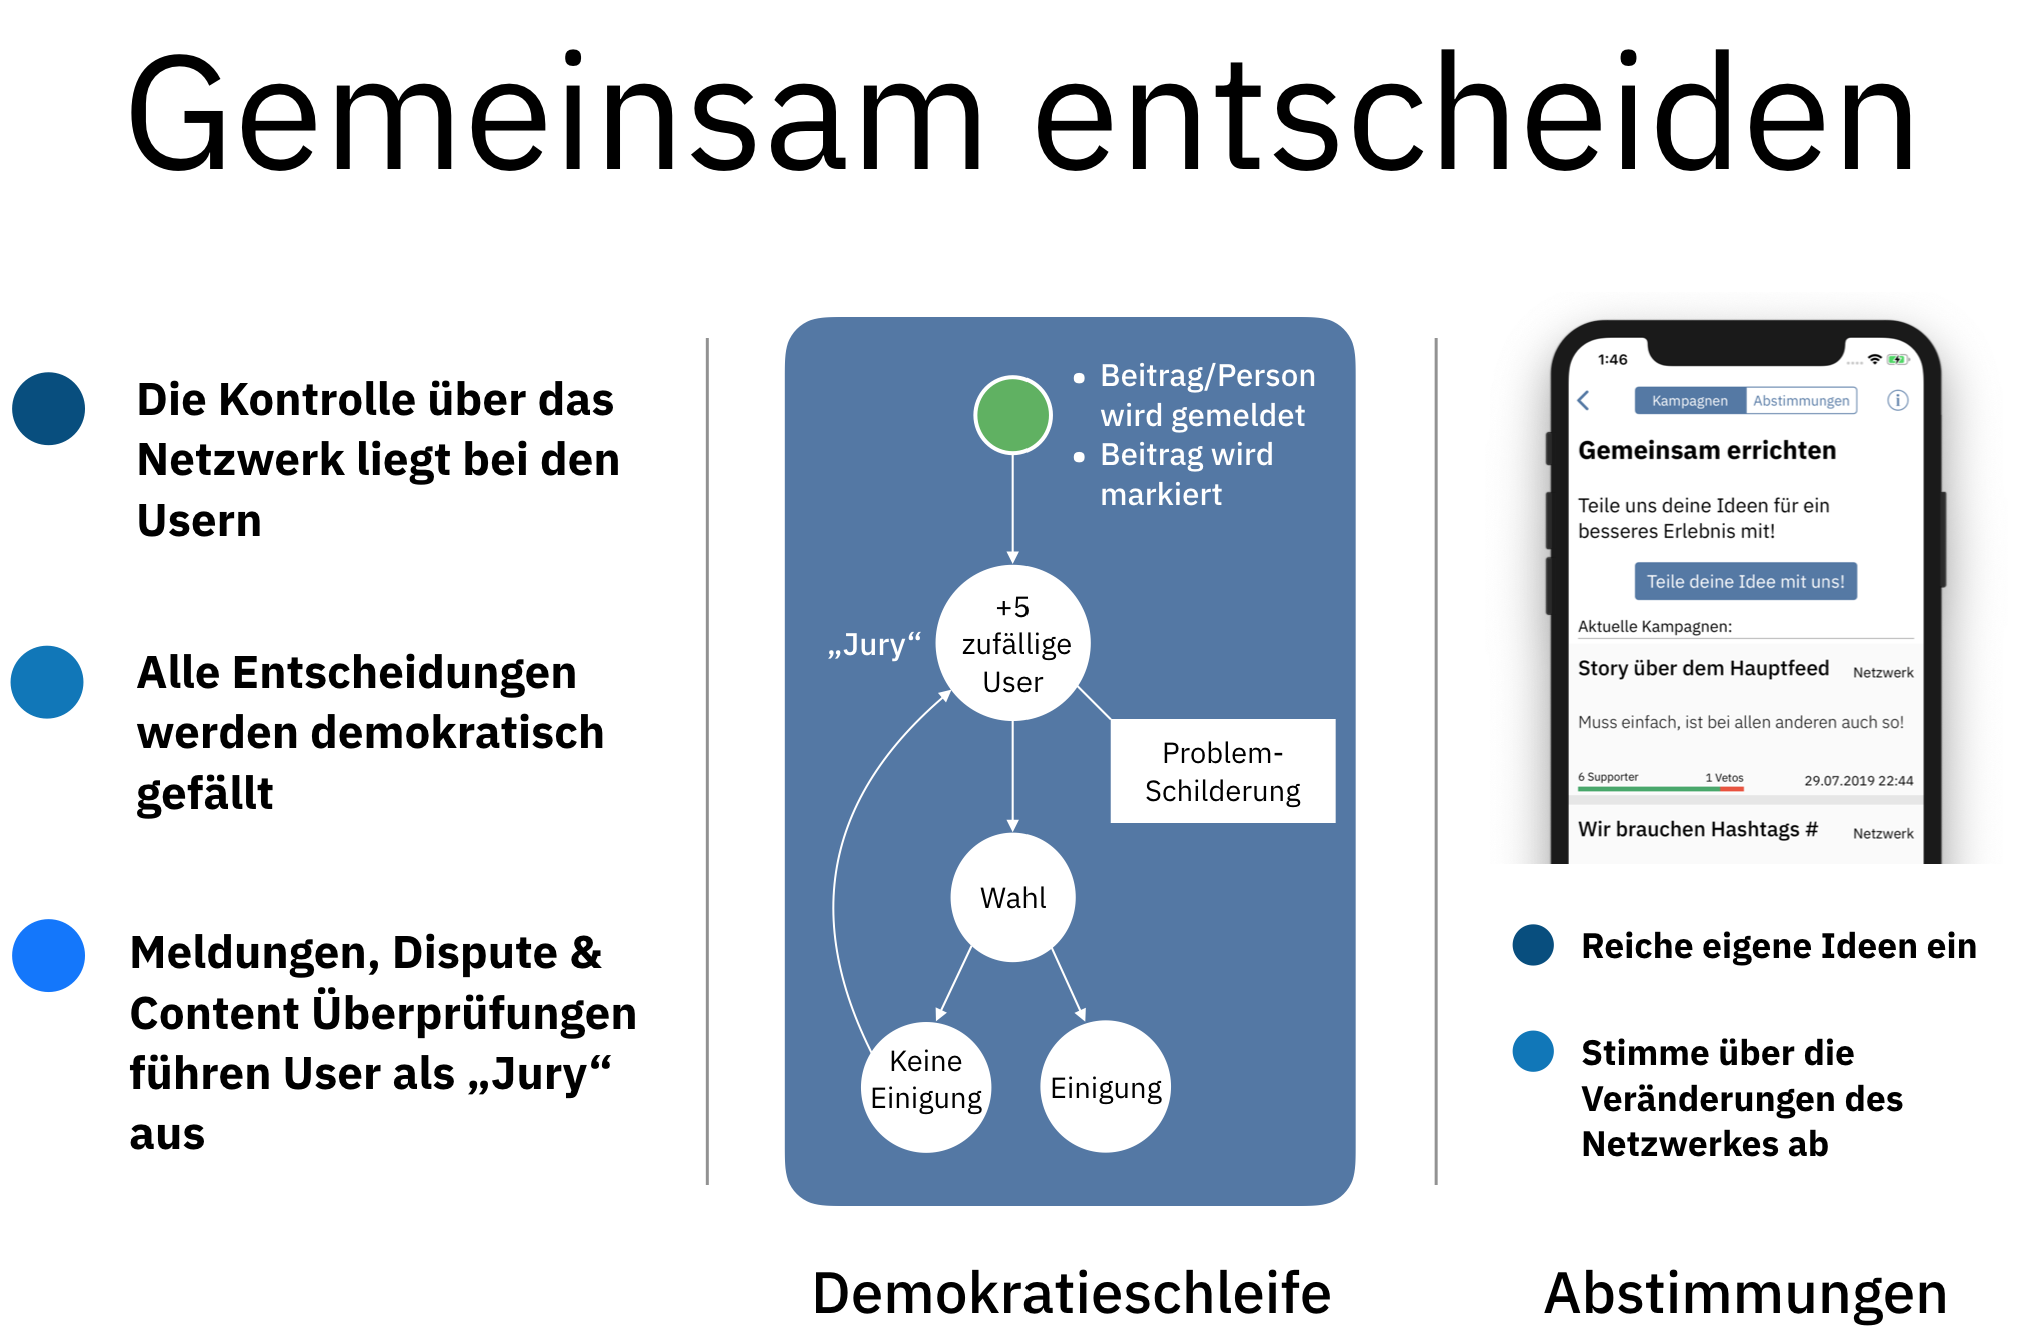 Gemeinsam entscheiden
Die Kontrolle über das
Netzwerk liegt bei den
Usern
Alle Entscheidungen
werden demokratisch
gefällt
Meldungen, Dispute &
Content Überprüfungen
führen User als „Jury“
aus
• Beitrag/Person
wird gemeldet
• Beitrag wird
markiert
„Jury“
+5
zufällige
User
Problem-
Schilderung
Wahl
Keine
Einigung
Einigung
Demokratieschleife
1:46
Kampagnen
Abstimmungen
Gemeinsam errichten
Teile uns deine Ideen für ein
besseres Erlebnis mit!
Teile deine Idee mit uns!
Aktuelle Kampagnen:
Story über dem Hauptfeed Netzwerk
Muss einfach, ist bei allen anderen auch so!
6 Supporter 1 Vetos 29.07.2019 22:44
Wir brauchen Hashtags # Netzwerk
Reiche eigene Ideen ein
Stimme über die
Veränderungen des
Netzwerkes ab
Abstimmungen